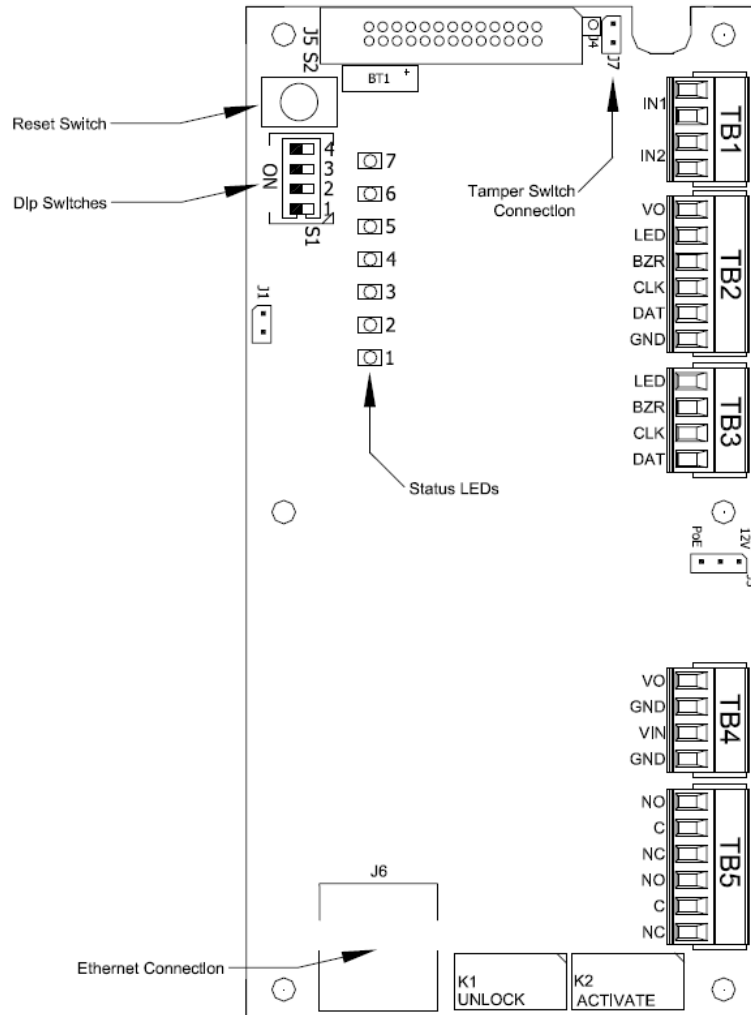 J5 S2
J4
J7
BT1 +
Reset Switch
Dip Switches
ON
4
3
2
1
S1
7
6
5
4
3
2
1
Tamper Switch
Connection
IN1
IN2
TB1
VO
LED
BZR
CLK
DAT
GND
TB2
J1
LED
BZR
CLK
DAT
TB3
Status LEDs
PoE
12V
VO
GND
VIN
GND
TB4
NO
C
NC
NO
C
NC
TB5
J6
Ethernet Connection
K1
UNLOCK
K2
ACTIVATE